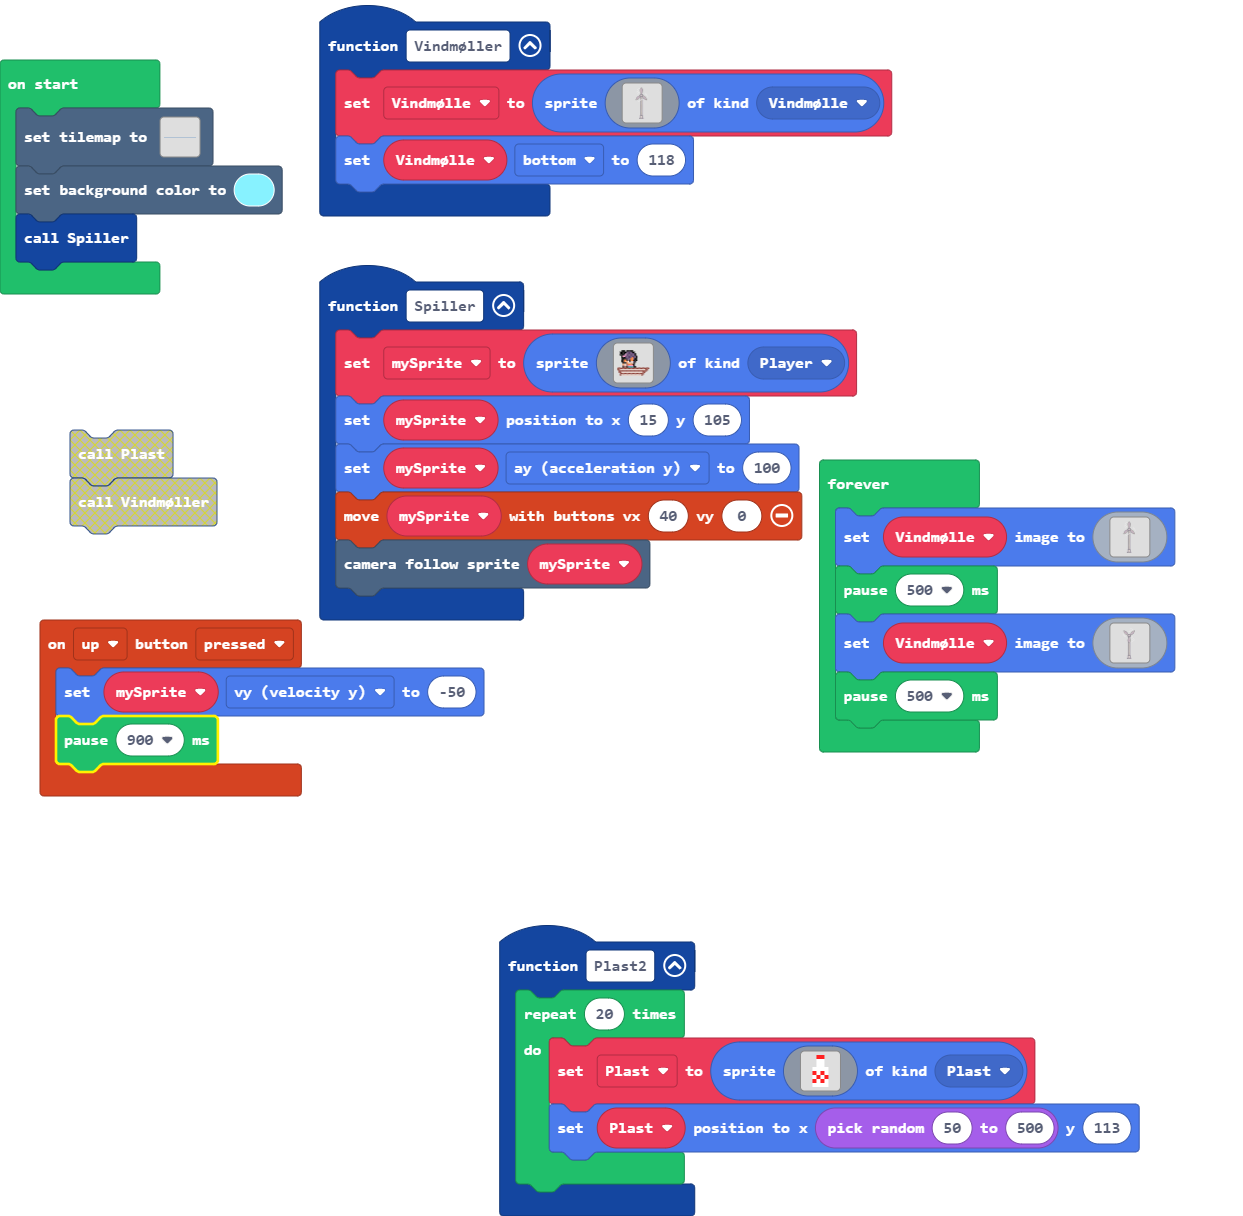 on start
set tilemap to
set background color to
call Spiller
function Vindmøller
set Vindmølle to sprite of kind Vindmølle
set Vindmølle bottom to 118
function Spiller
set mySprite to sprite of kind Player
set mySprite position to x 15 y 105
set mySprite ay (acceleration y) to 100
move mySprite with buttons vx 40 vy 0
camera follow sprite mySprite
call Plast
call Vindmøller
on up button pressed
set mySprite vy (velocity y) to -50
pause 900 ms
forever
set Vindmølle image to
pause 500 ms
set Vindmølle image to
pause 500 ms
function Plast2
repeat 20 times
do
set Plast to sprite of kind Plast
set Plast position to x pick random 50 to 500 y 113